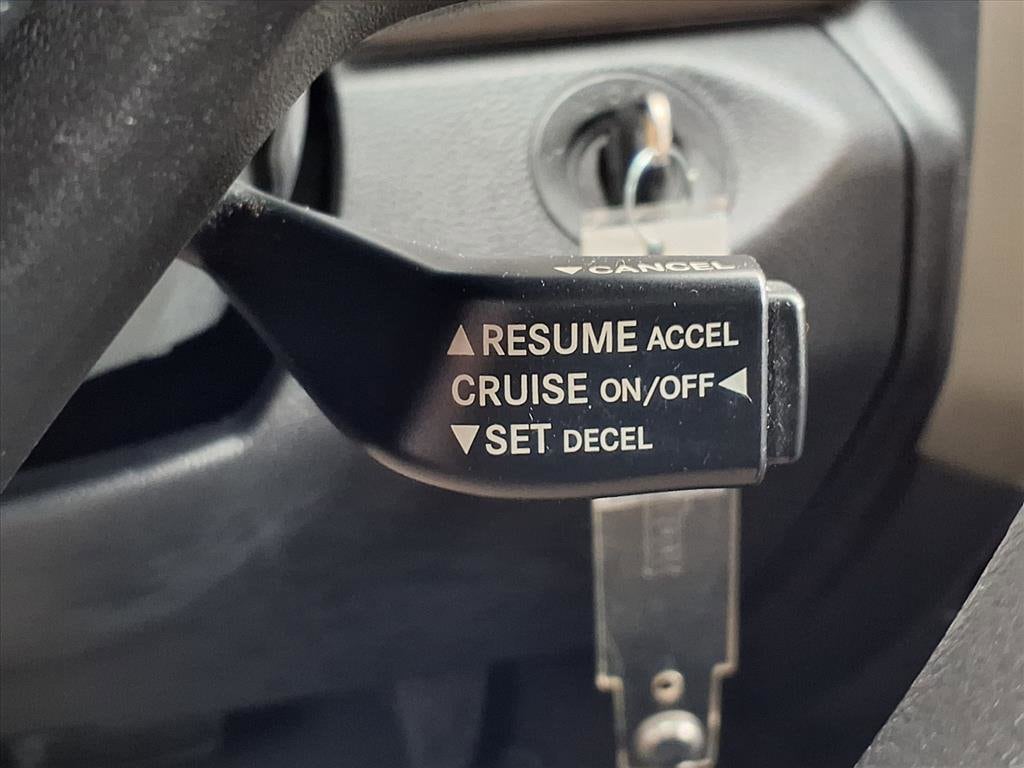 ▼CANCEL
▲RESUME ACCEL
CRUISE ON/OFF◀
▼SET DECEL